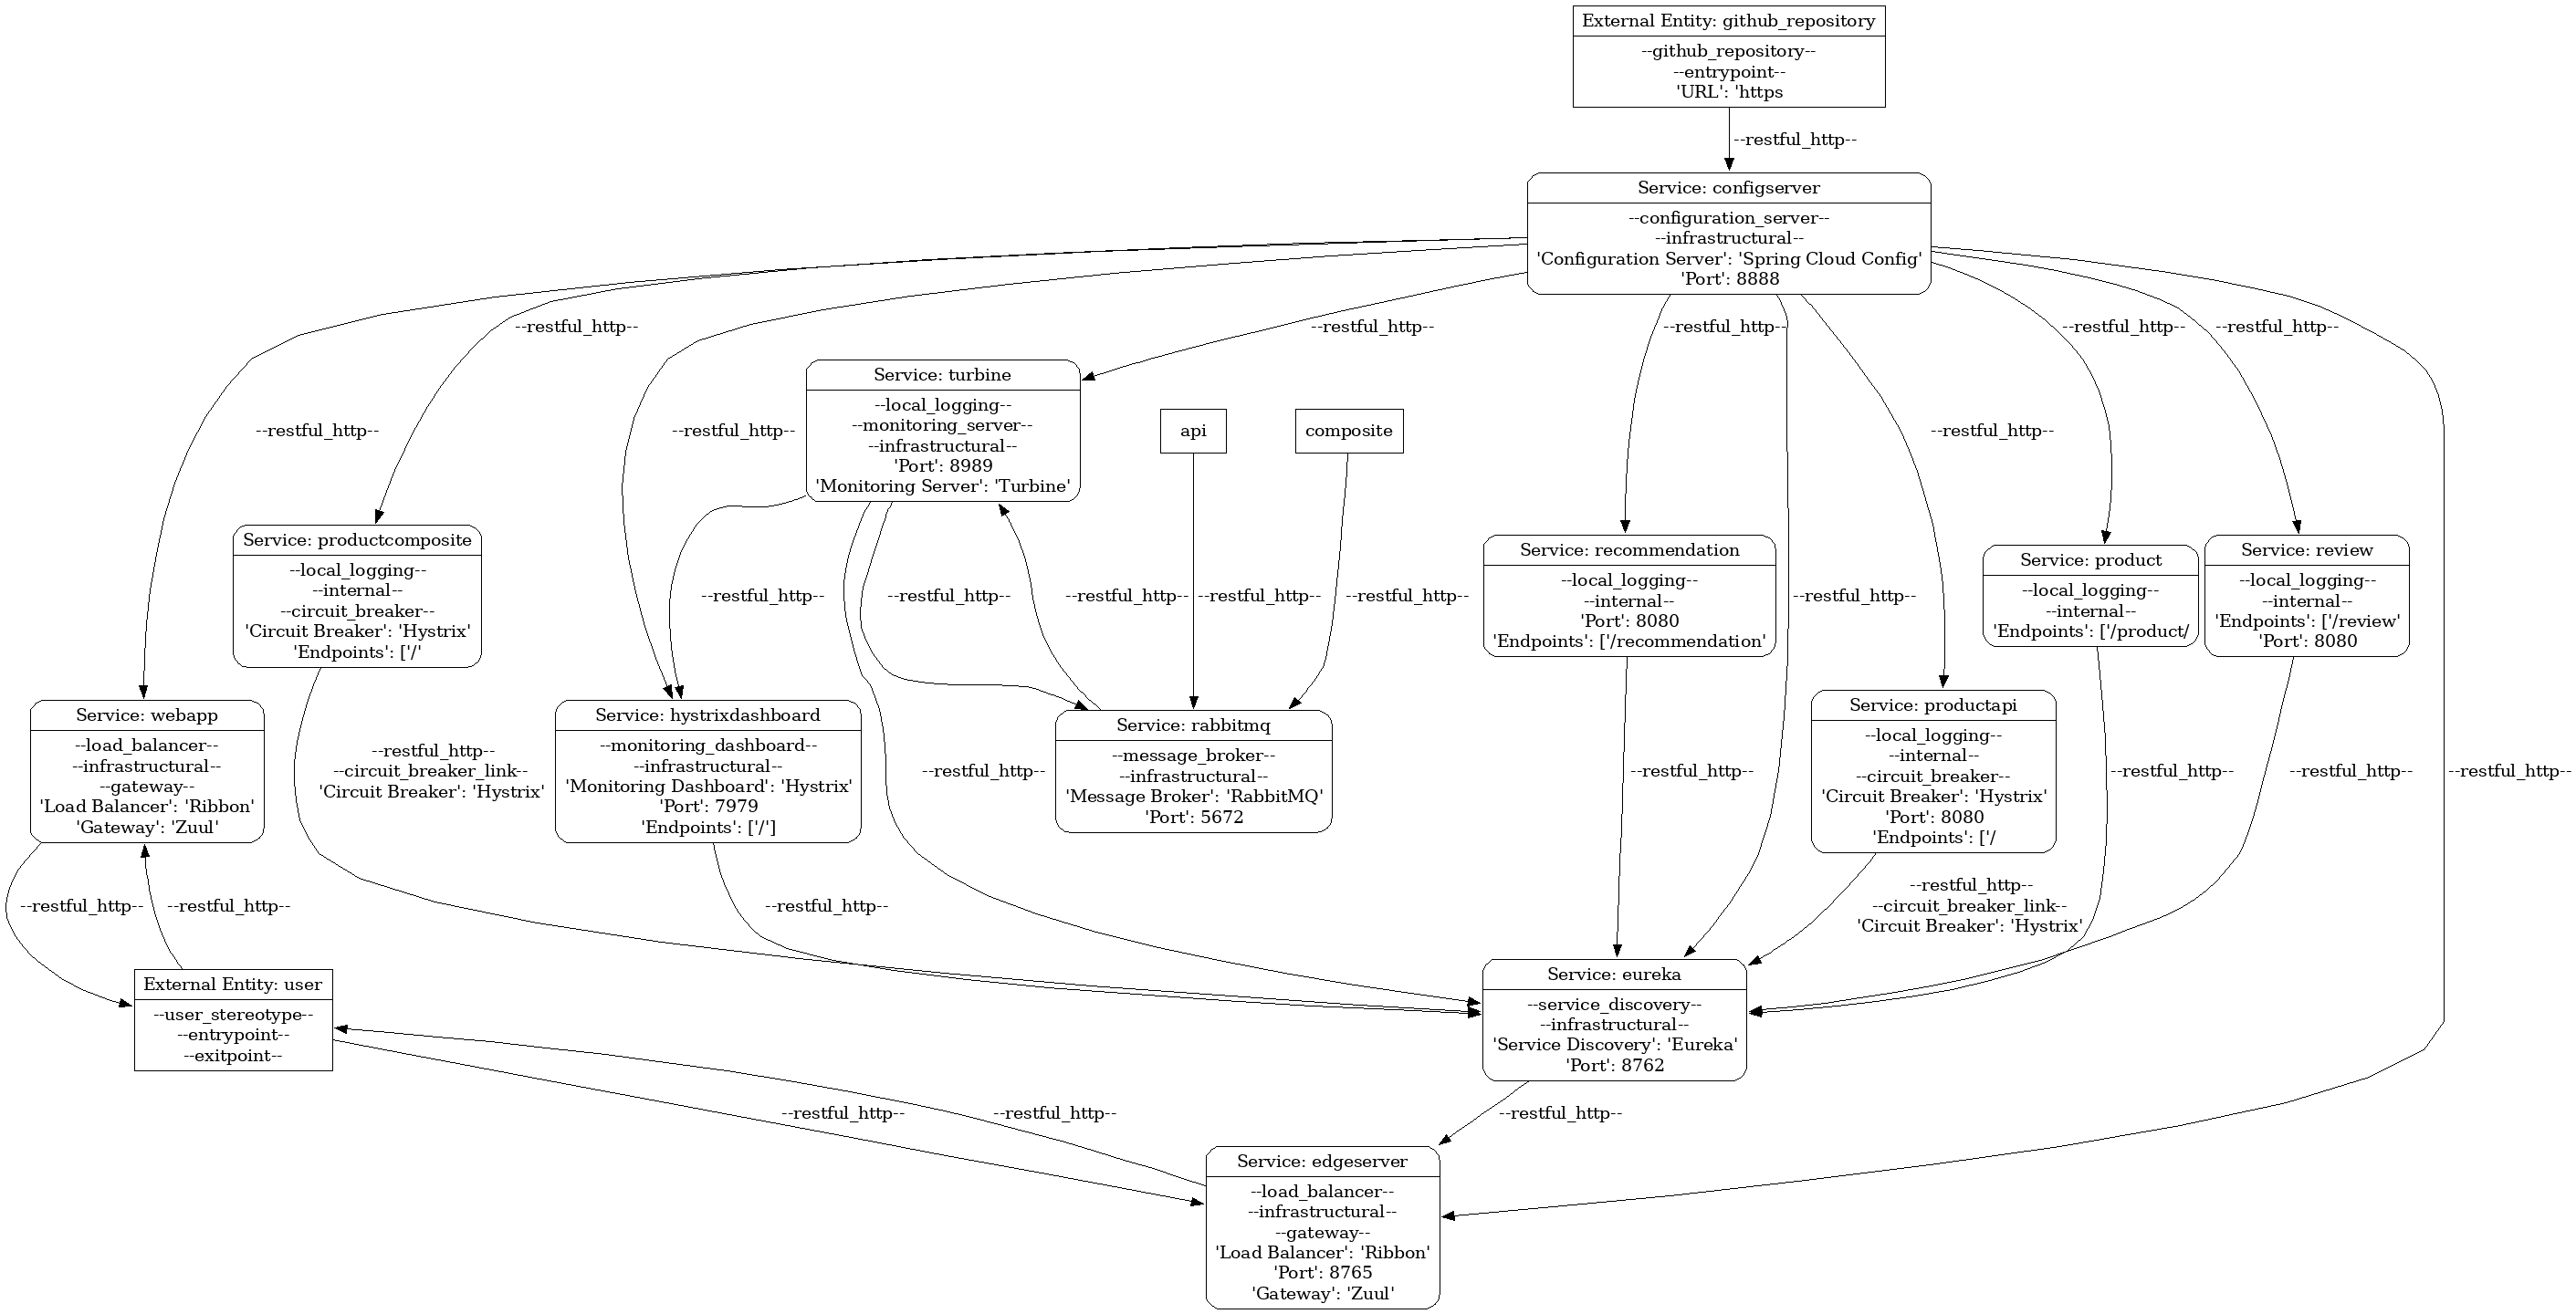 External Entity: github_repository
--github_repository--
--entrypoint--
'URL': 'https
--restful_http--
Service: configserver
--configuration_server--
--infrastructural--
'Configuration Server': 'Spring Cloud Config'
'Port': 8888
--restful_http--
--restful_http--
--restful_http--
--restful_http--
--restful_http--
Service: turbine
--local_logging--
--monitoring_server--
--infrastructural--
'Port': 8989
'Monitoring Server': 'Turbine'
api
composite
--restful_http--
--restful_http--
--restful_http--
Service: productcomposite
--local_logging--
--internal--
--circuit_breaker--
'Circuit Breaker': 'Hystrix'
'Endpoints': ['/'
--restful_http--
--restful_http--
--restful_http--
--restful_http--
--restful_http--
Service: recommendation
--local_logging--
--internal--
'Port': 8080
'Endpoints': ['/recommendation'
--restful_http--
Service: product
--local_logging--
--internal--
'Endpoints': ['/product/
Service: review
--local_logging--
--internal--
'Endpoints': ['/review'
'Port': 8080
Service: webapp
--load_balancer--
--infrastructural--
--gateway--
'Load Balancer': 'Ribbon'
'Gateway': 'Zuul'
--restful_http--
--circuit_breaker_link--
'Circuit Breaker': 'Hystrix'
Service: hystrixdashboard
--monitoring_dashboard--
--infrastructural--
'Monitoring Dashboard': 'Hystrix'
'Port': 7979
'Endpoints': ['/']
--restful_http--
Service: rabbitmq
--message_broker--
--infrastructural--
'Message Broker': 'RabbitMQ'
'Port': 5672
--restful_http--
Service: productapi
--local_logging--
--internal--
--circuit_breaker--
'Circuit Breaker': 'Hystrix'
'Port': 8080
'Endpoints': ['/
--restful_http--
--restful_http--
--restful_http--
--restful_http--
--restful_http--
--restful_http--
--restful_http--
--circuit_breaker_link--
'Circuit Breaker': 'Hystrix'
External Entity: user
--user_stereotype--
--entrypoint--
--exitpoint--
Service: eureka
--service_discovery--
--infrastructural--
'Service Discovery': 'Eureka'
'Port': 8762
--restful_http--
--restful_http--
--restful_http--
Service: edgeserver
--load_balancer--
--infrastructural--
--gateway--
'Load Balancer': 'Ribbon'
'Port': 8765
'Gateway': 'Zuul'